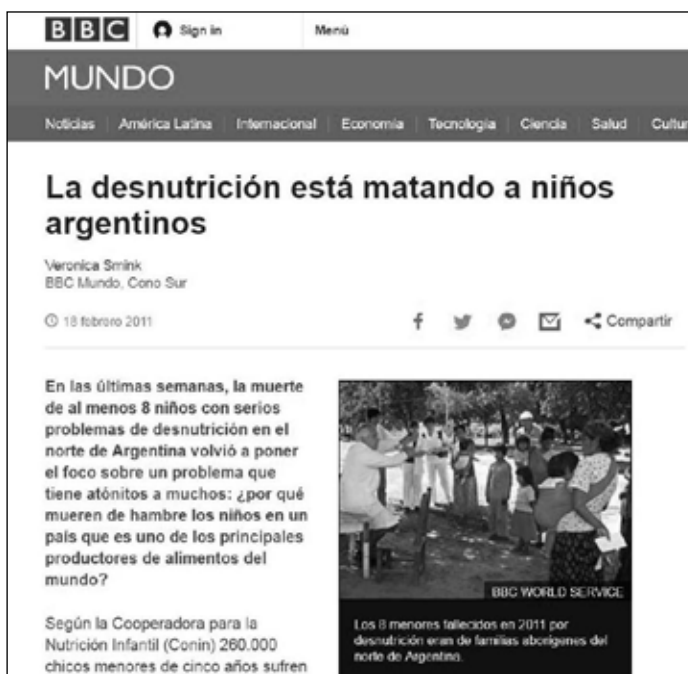 BBC Sign in Menú
MUNDO
Noticias América Latina Internacional Economía Tecnología Ciencia Salud Cultur
La desnutrición está matando a niños
argentinos
Veronica Smink
BBC Mundo, Cono Sur
18 febrero 2011
Compartir
En las últimas semanas, la muerte
de al menos 8 niños con serios
problemas de desnutrición en el
norte de Argentina volvió a poner
el foco sobre un problema que
tiene atónitos a muchos: ¿por qué
mueren de hambre los niños en un
país que es uno de los principales
productores de alimentos del
mundo?
Según la Cooperadora para la
Nutrición Infantil (Conin) 260.000
chicos menores de cinco años sufren
BBC WORLD SERVICE
Los 8 menores fallecidos en 2011 por
desnutrición eran de familias aborígenes del
norte de Argentina.